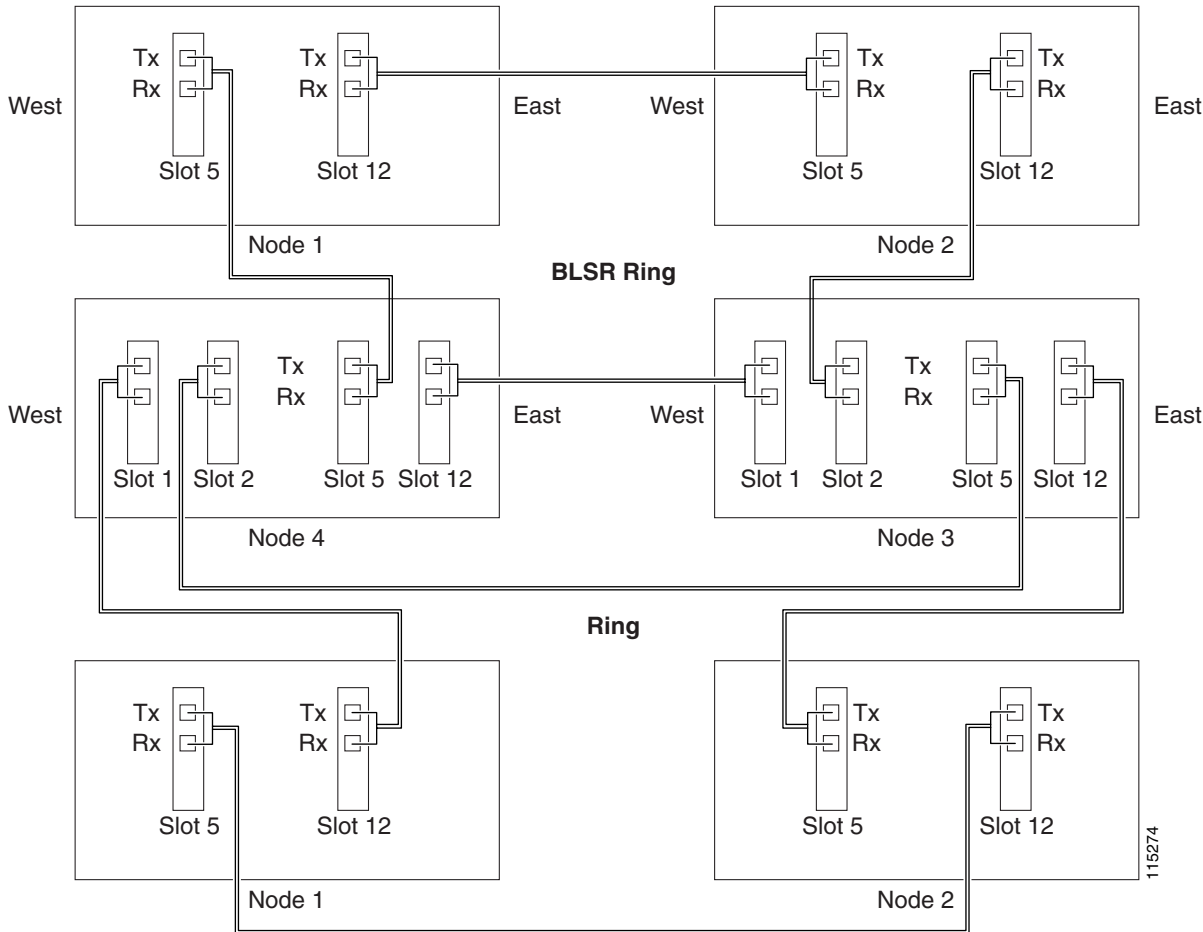 Tx
Rx
Slot 5
Tx
Rx
Slot 12
West
East
Node 1
Tx
Rx
Slot 5
Tx
Rx
Slot 12
West
East
Node 2
BLSR Ring
West
Slot 1
Slot 2
Tx
Rx
Slot 5
Slot 12
East
Node 4
West
Slot 1
Slot 2
Tx
Rx
Slot 5
Slot 12
East
Node 3
Ring
Tx
Rx
Slot 5
Tx
Rx
Slot 12
Node 1
Tx
Rx
Slot 5
Tx
Rx
Slot 12
Node 2
115274